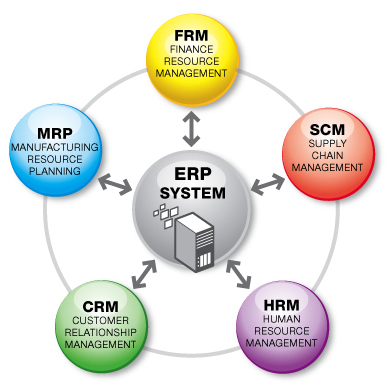 FRM
FINANCE
RESOURCE
MANAGEMENT
MRP
MANUFACTURING
RESOURCE
PLANNING
SCM
SUPPLY
CHAIN
MANAGEMENT
ERP
SYSTEM
CRM
CUSTOMER
RELATIONSHIP
MANAGEMENT
HRM
HUMAN
RESOURCE
MANAGEMENT